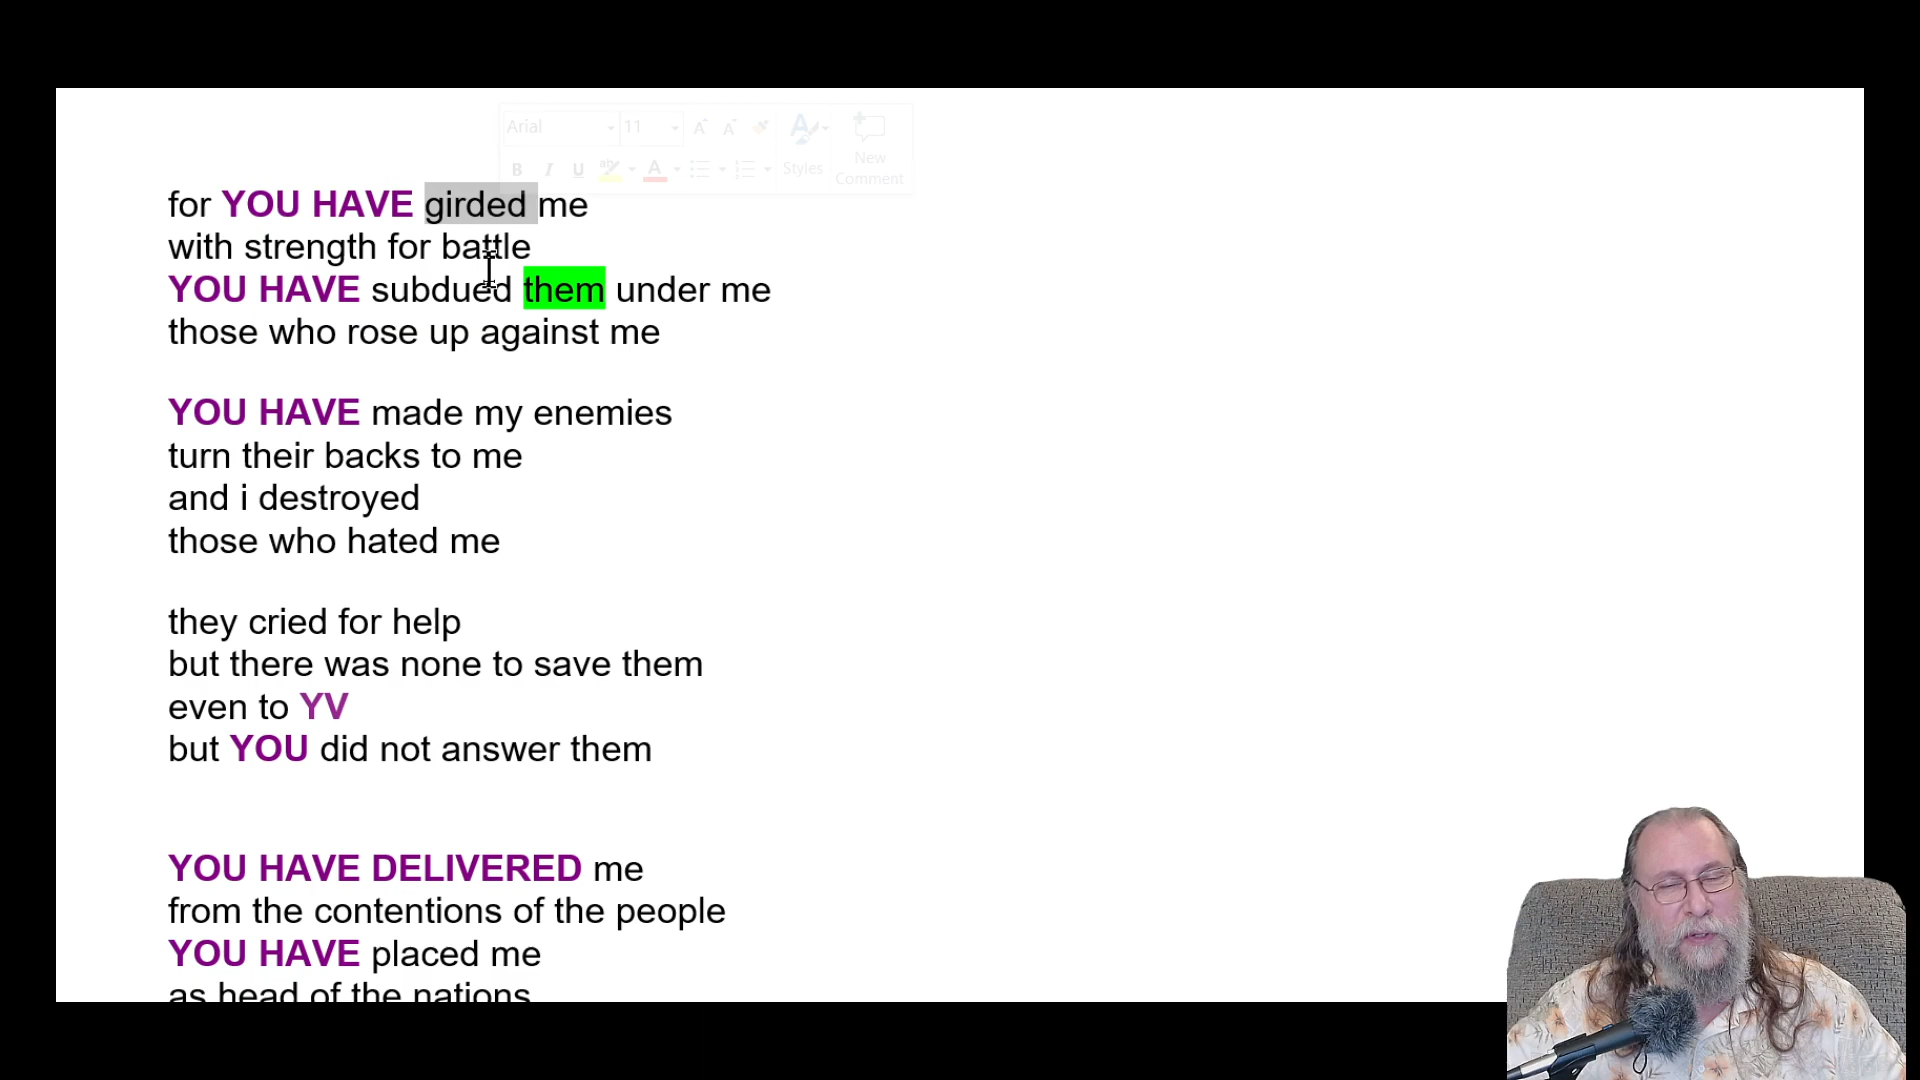 Arial 11
B I U ab A Styles New
Comment
for YOU HAVE girded me
with strength for battle
YOU HAVE subdued them under me
those who rose up against me
YOU HAVE made my enemies
turn their backs to me
and i destroyed
those who hated me
they cried for help
but there was none to save them
even to YV
but YOU did not answer them
YOU HAVE DELIVERED me
from the contentions of the people
YOU HAVE placed me
as head of the nations